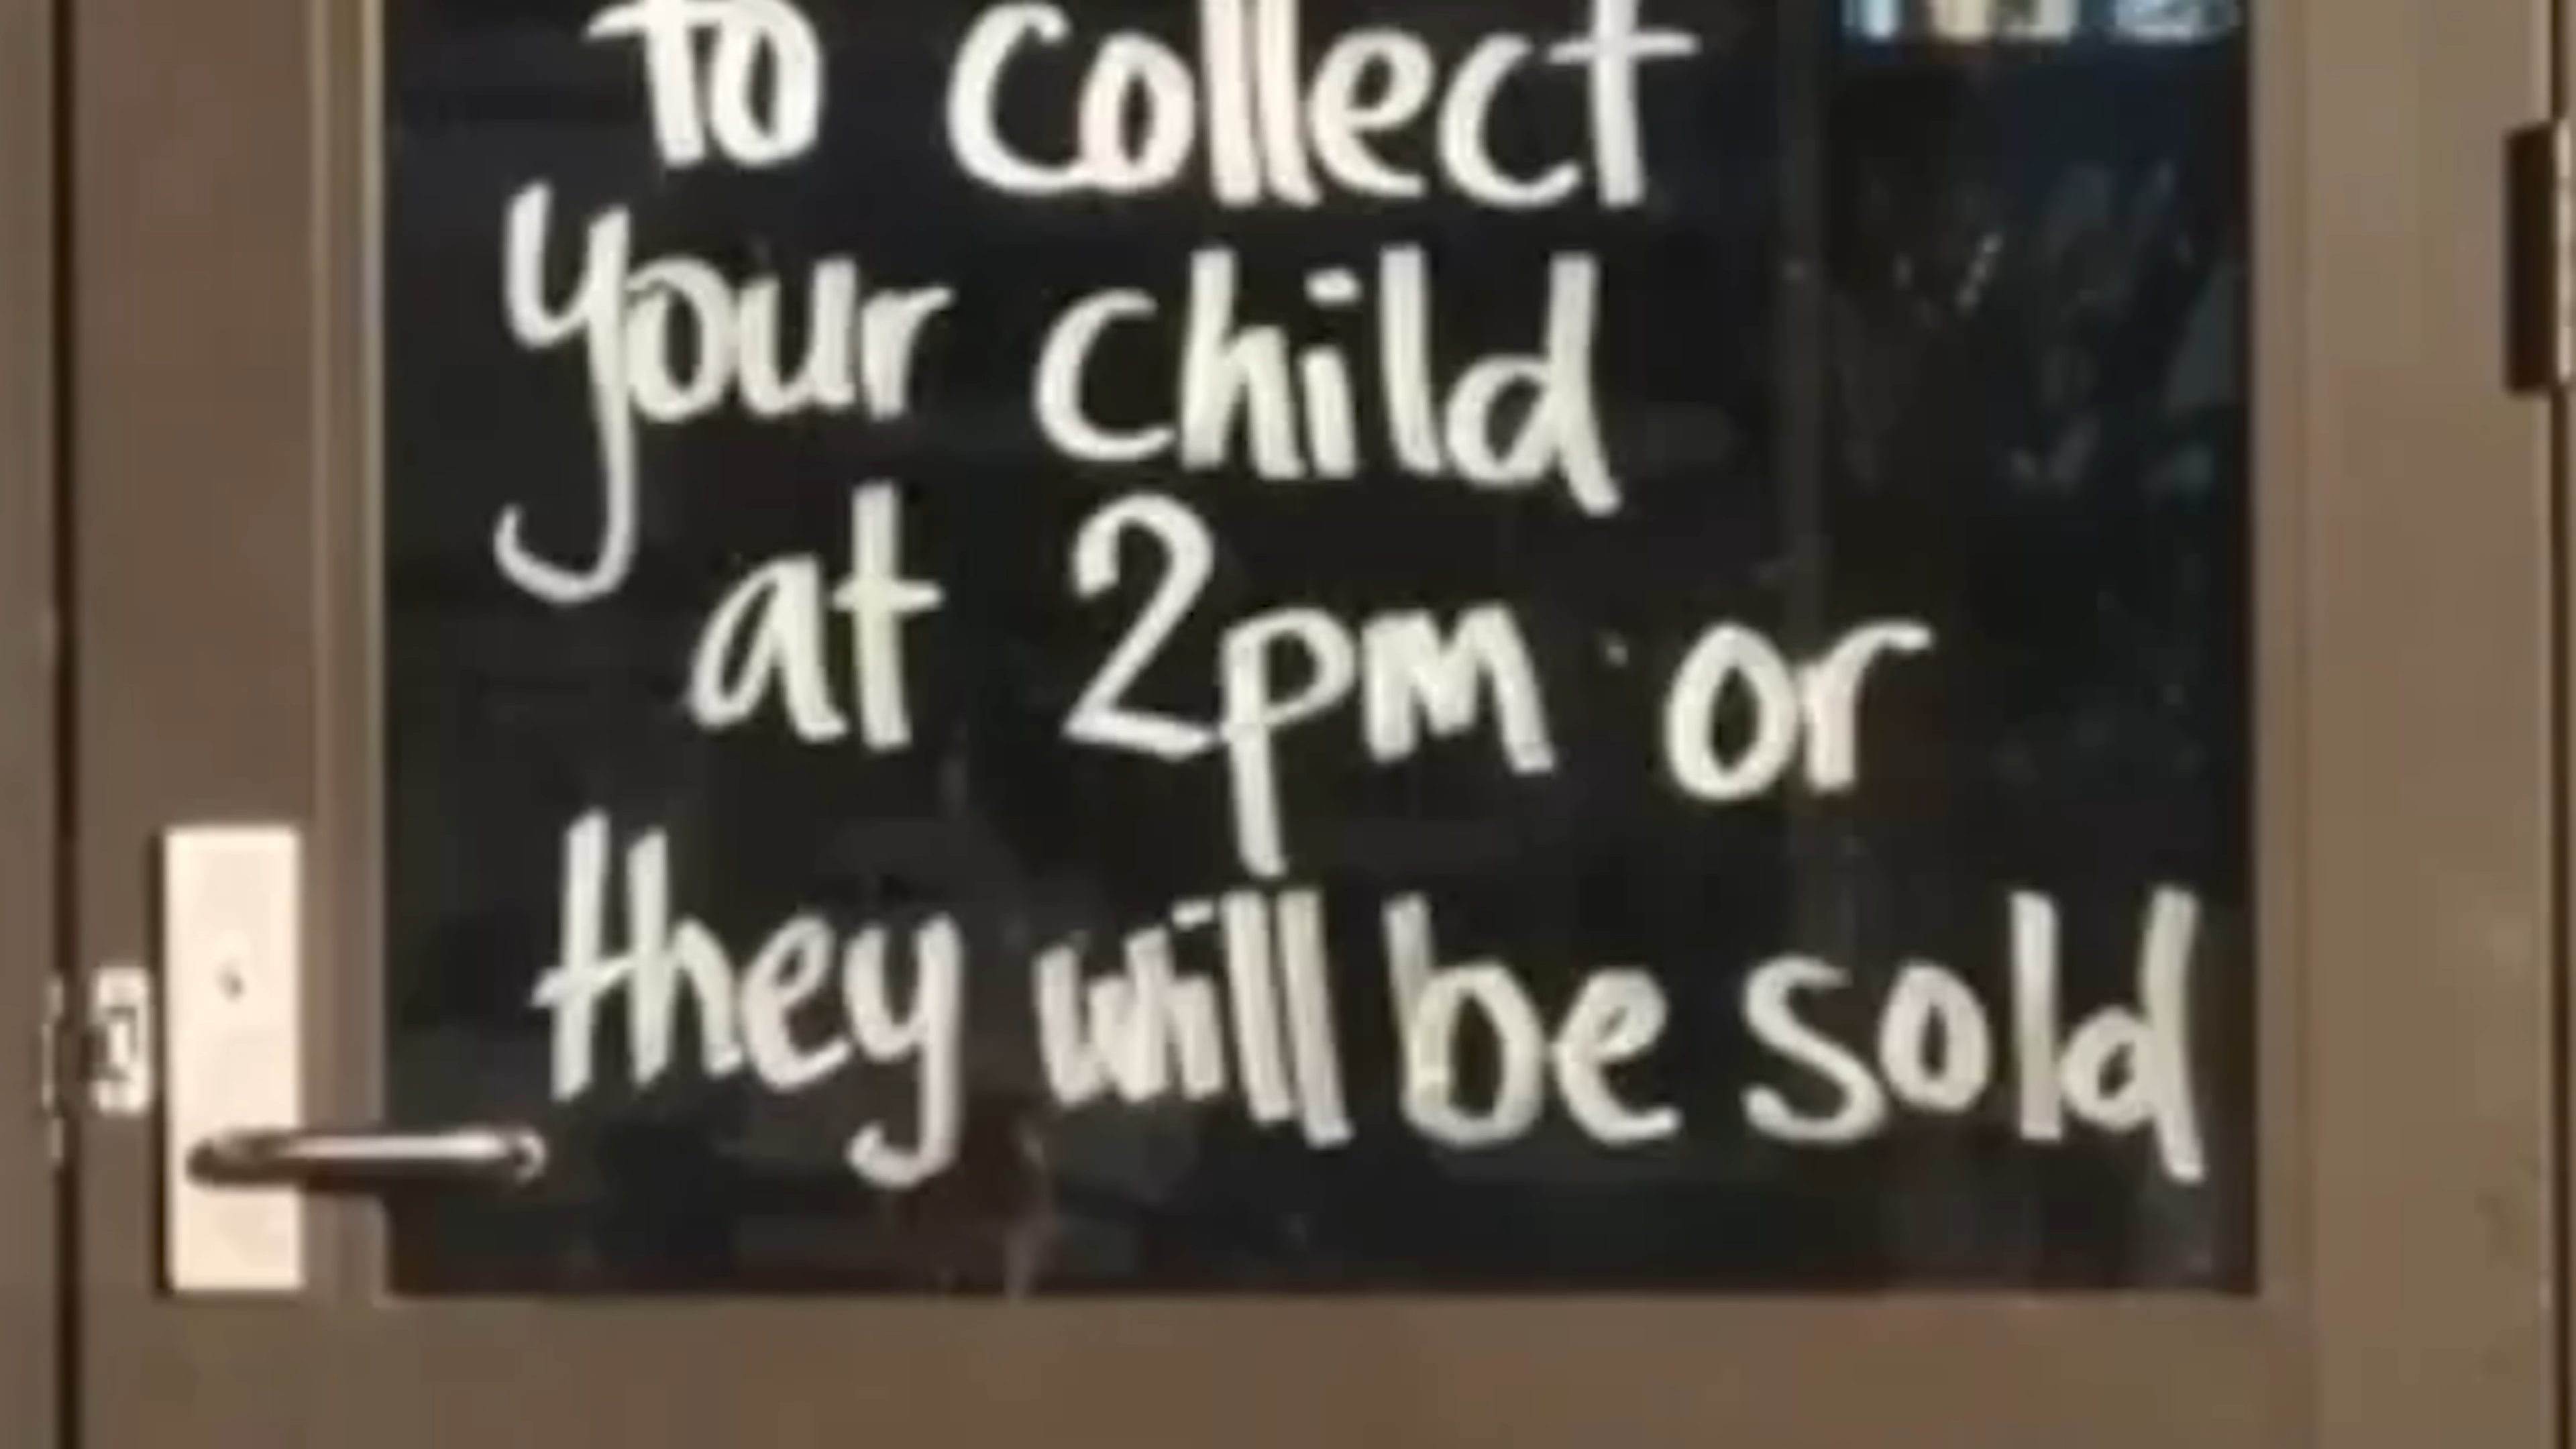 to collect
your child
at 2pm or
they will be sold